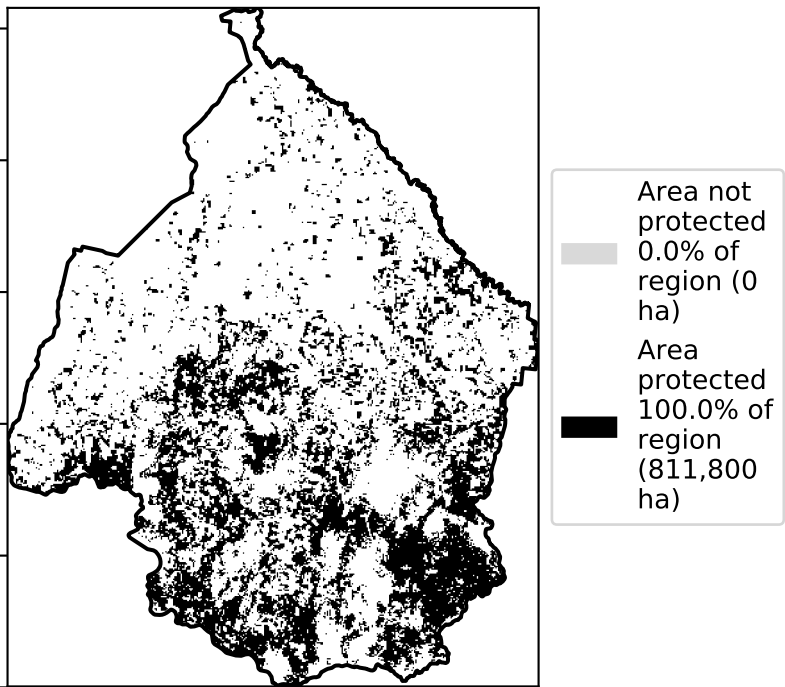 Area not
protected
0.0% of
region (0
ha)
Area
protected
100.0% of
region
(811,800
ha)